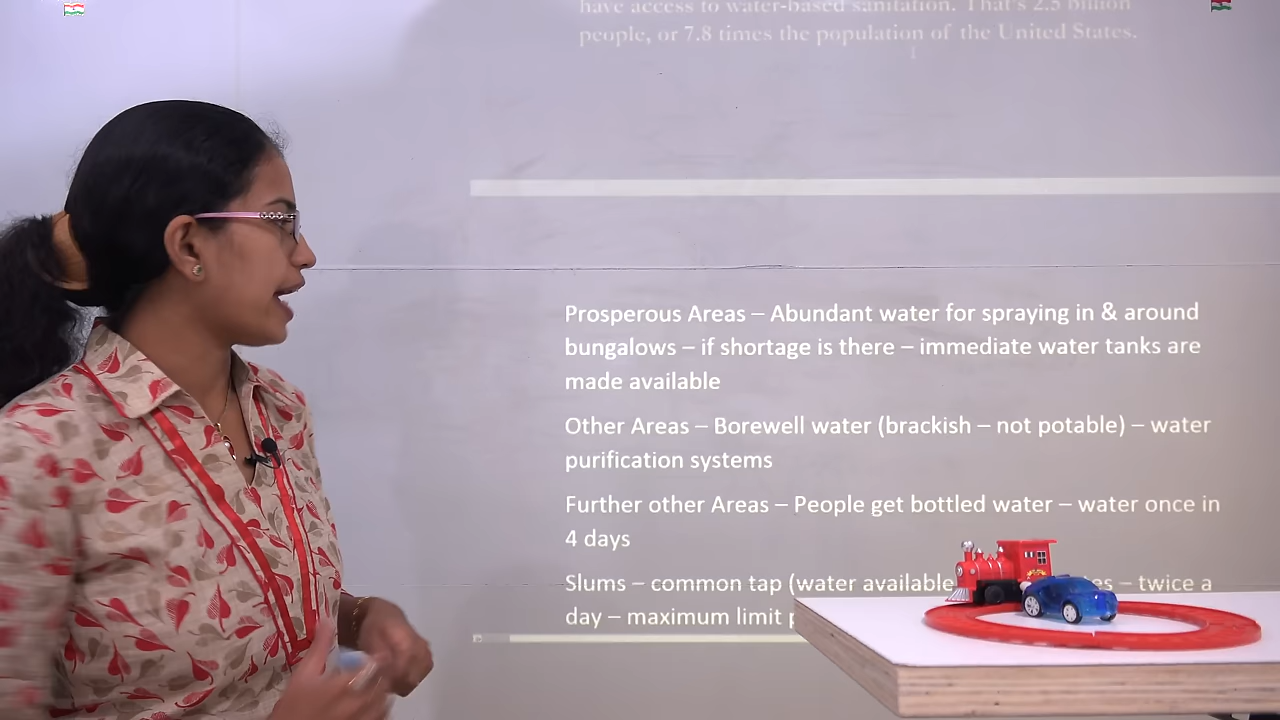 have access to water-based sanitation. That's 2.5 billion
people, or 7.8 times the population of the United States.
Prosperous Areas – Abundant water for spraying in & around
bungalows – if shortage is there – immediate water tanks are
made available
Other Areas – Borewell water (brackish – not potable) – water
purification systems
Further other Areas – People get bottled water – water once in
4 days
Slums – common tap (water available – twice a
day – maximum limit